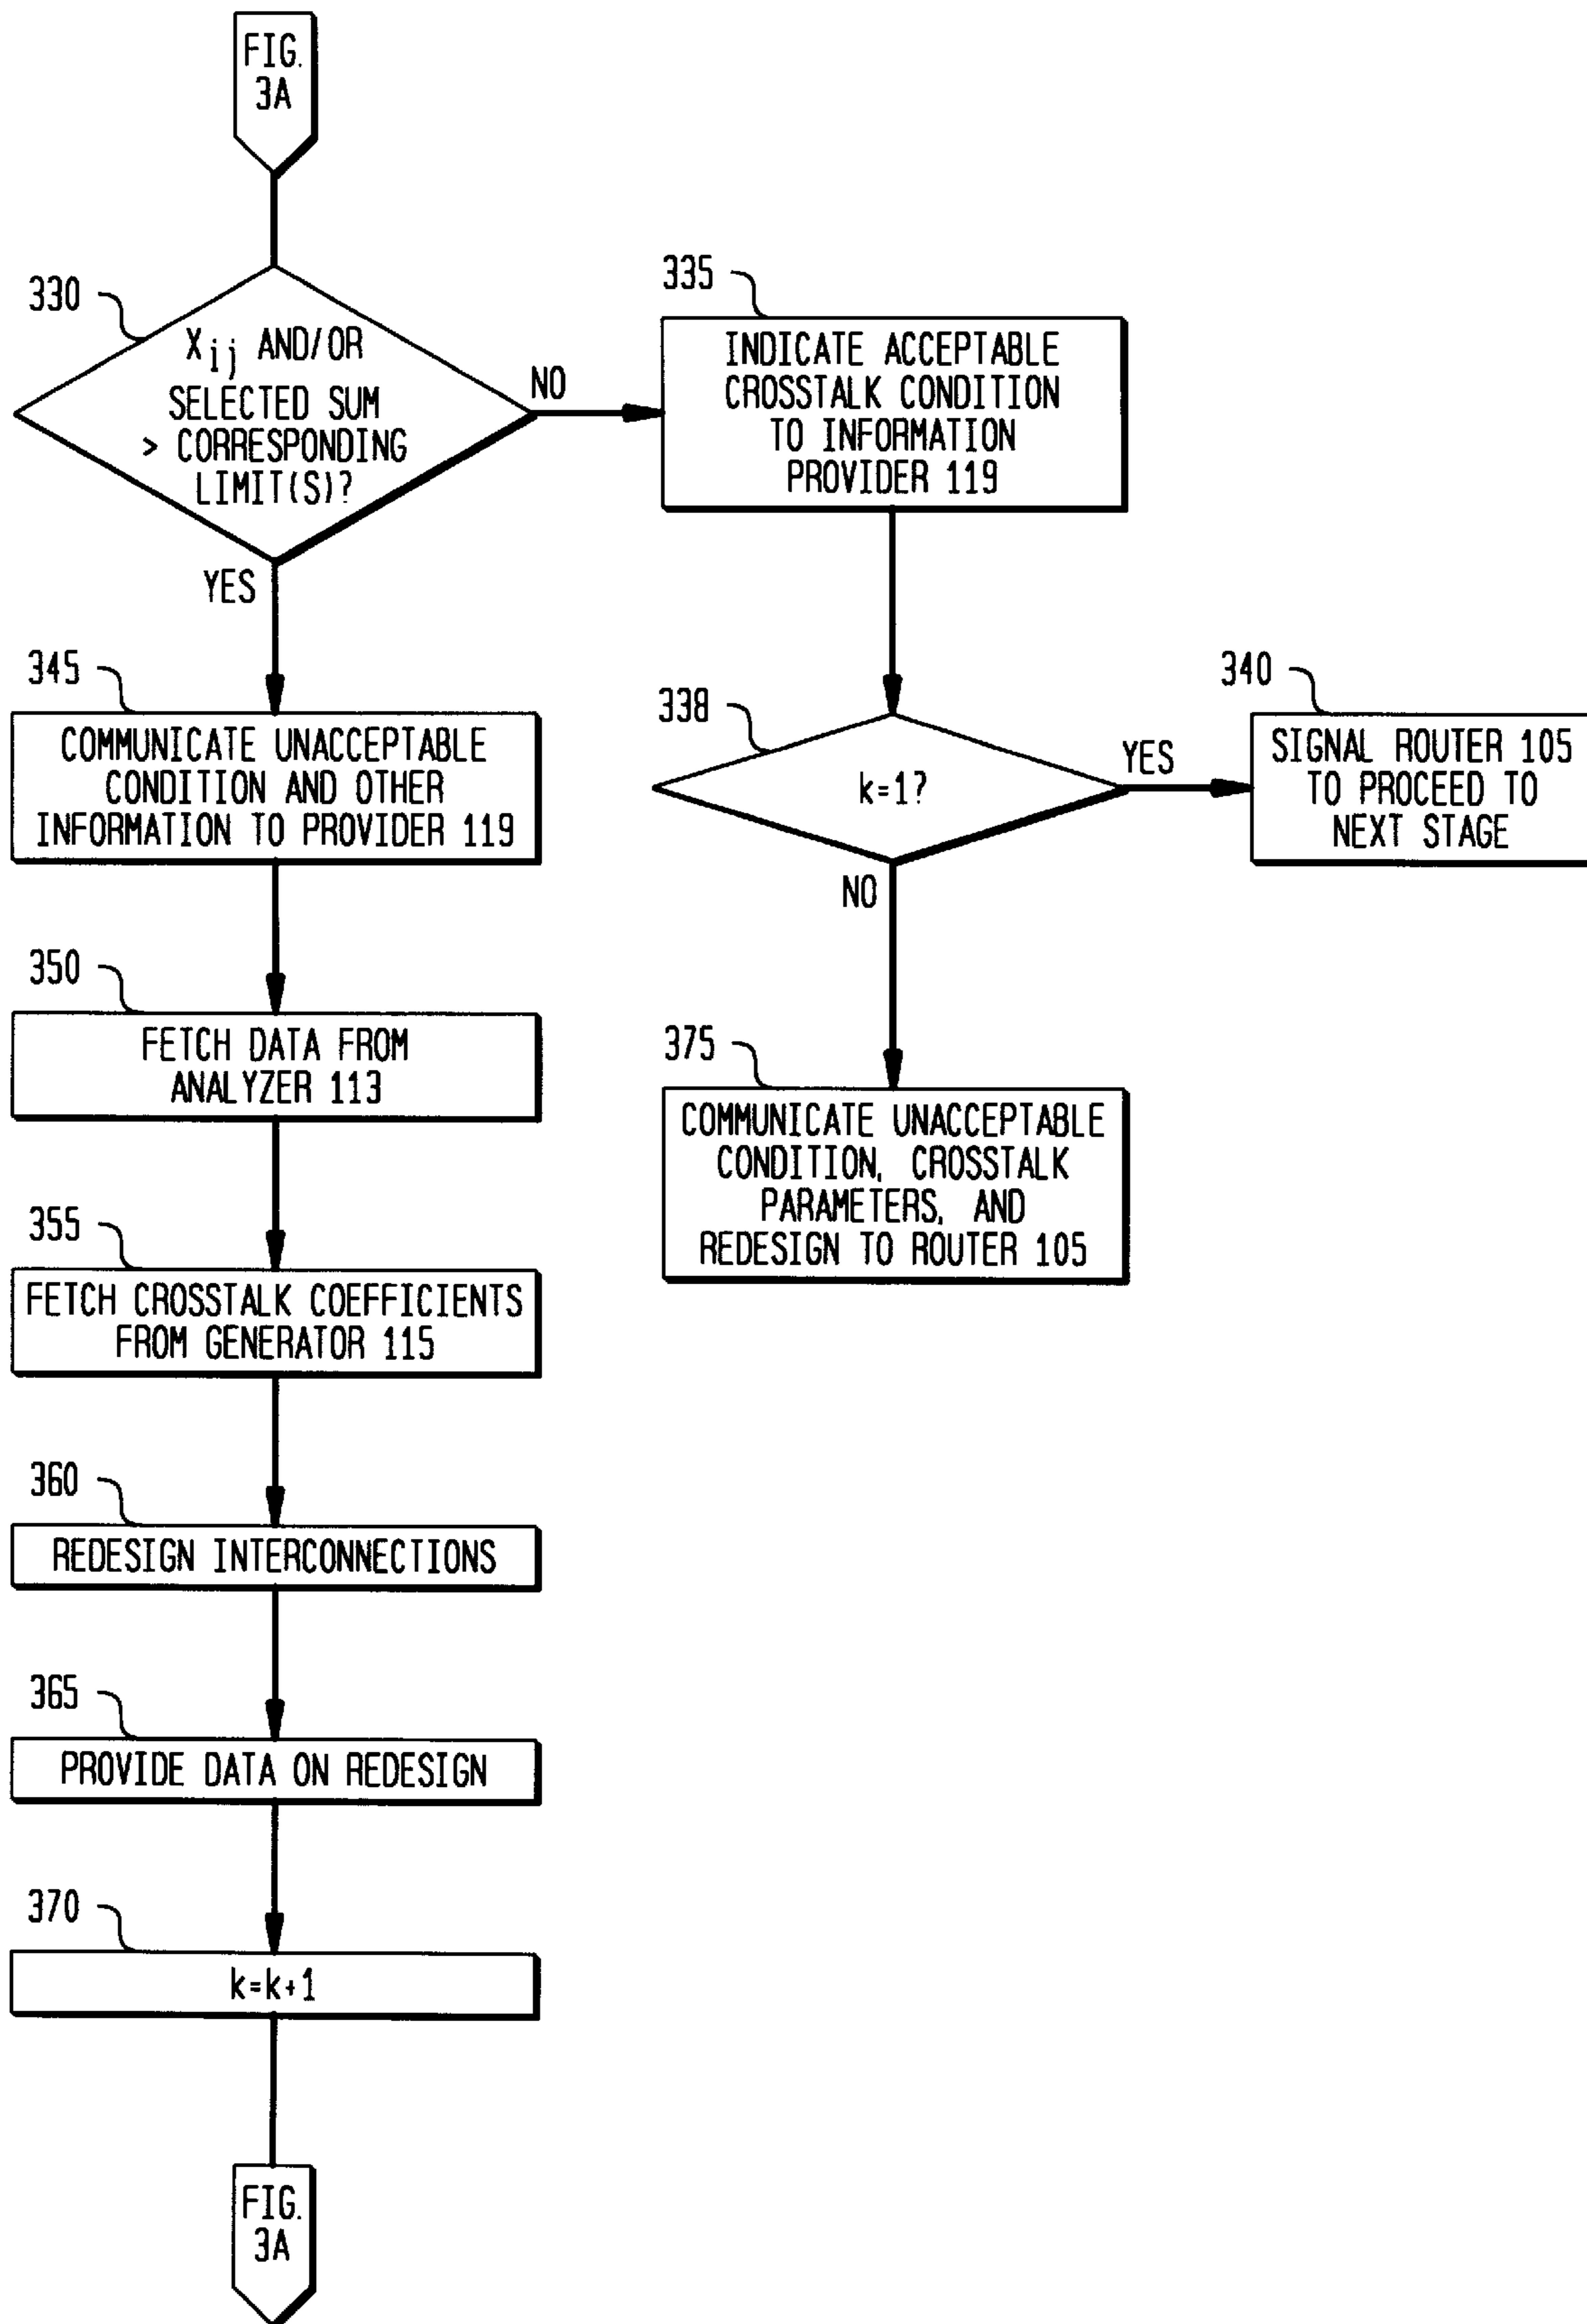 FIG.
3A
330
Xij AND/OR
SELECTED SUM
> CORRESPONDING
LIMIT(S)?
NO
YES
335
INDICATE ACCEPTABLE
CROSSTALK CONDITION
TO INFORMATION
PROVIDER 119
338
k=1?
YES
NO
340
SIGNAL ROUTER 105
TO PROCEED TO
NEXT STAGE
345
COMMUNICATE UNACCEPTABLE
CONDITION AND OTHER
INFORMATION TO PROVIDER 119
350
FETCH DATA FROM
ANALYZER 113
375
COMMUNICATE UNACCEPTABLE
CONDITION, CROSSTALK
PARAMETERS, AND
REDESIGN TO ROUTER 105
355
FETCH CROSSTALK COEFFICIENTS
FROM GENERATOR 115
360
REDESIGN INTERCONNECTIONS
365
PROVIDE DATA ON REDESIGN
370
k=k+1
FIG.
3A